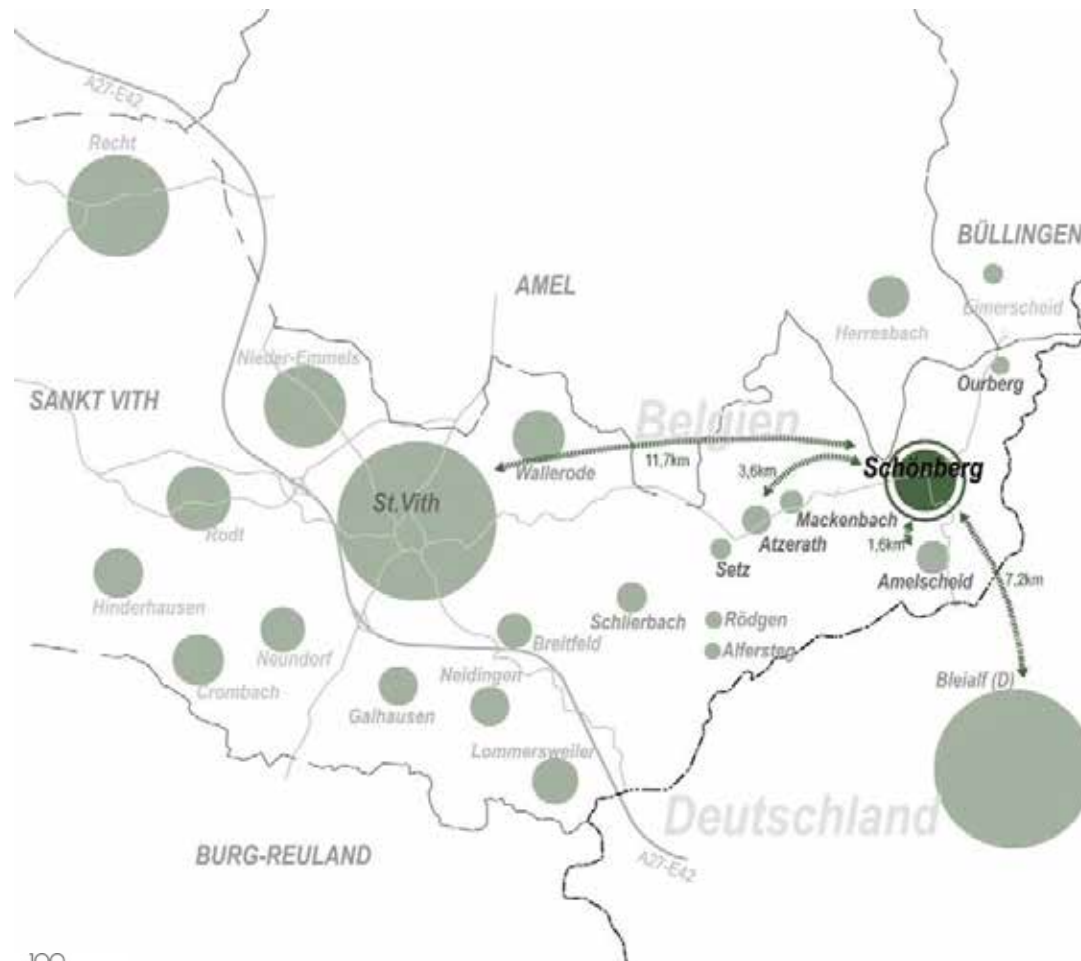 A27-E42
Recht
BÜLLINGEN
AMEL
Eimerscheid
Herresbach
Nieder-Emmels
Ourberg
SANKT VITH
Belgien
11,7km
Wallerode
3,6km
Schönberg
St.Vith
Rodt
Mackenbach
Atzerath
1,6km
Setz
Amelscheid
7,2km
Hinderhausen
Schlierbach
Rödgen
Breitfeld
Alfersteg
Neundorf
Neidingen
Crombach
Galhausen
Bleialf (D)
Lommersweiler
Deutschland
BURG-REULAND
A27-E42